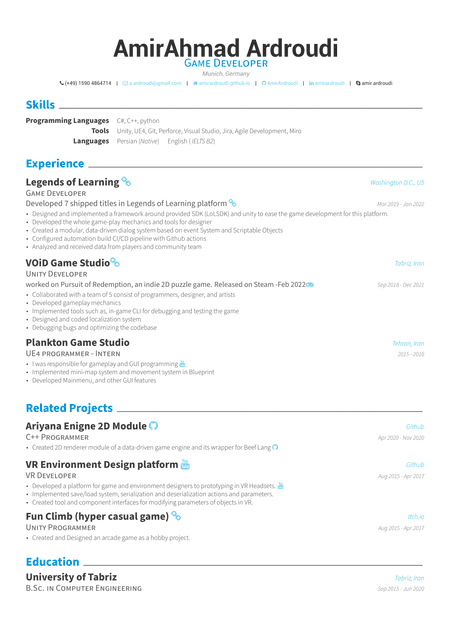 AmirAhmad Ardroudi
Game Developer
Munich, Germany
(+49) 1590 4864714 | a.ardroudi@gmail.com | amirardroudi.github.io | AmirArdroudi | amirardroudi | amir.ardroudi
Skills
Programming Languages C#, C++, python
Tools Unity, UE4, Git, Perforce, Visual Studio, Jira, Agile Development, Miro
Languages Persian (Native) English ( IELTS B2)
Experience
Legends of Learning Washington D.C., US
Game Developer
Developed 7 shipped titles in Legends of Learning platform Mar 2019 - Jan 2022
• Designed and implemented a framework around provided SDK (LoLSDK) and unity to ease the game development for this platform.
• Developed the whole game-play mechanics and tools for designer
• Created a modular, data-driven dialog system based on event System and Scriptable Objects
• Configured automation build CI/CD pipeline with Github actions
• Analyzed and received data from players and community team
VOiD Game Studio Tabriz, Iran
Unity Developer
worked on Pursuit of Redemption, an indie 2D puzzle game. Released on Steam -Feb 2022 Sep 2018 - Dec 2021
• Collaborated with a team of 5 consist of programmers, designer, and artists
• Developed gameplay mechanics
• Implemented tools such as, in-game CLI for debugging and testing the game
• Designed and coded localization system
• Debugging bugs and optimizing the codebase
Plankton Game Studio Tehran, Iran
UE4 programmer - Intern 2015 - 2016
• I was responsible for gameplay and GUI programming
• Implemented mini-map system and movement system in Blueprint
• Developed Mainmenu, and other GUI features
Related Projects
Ariyana Enigne 2D Module Github
C++ Programmer Apr 2020 - Nov 2020
• Created 2D renderer module of a data-driven game engine and its wrapper for Beef Lang
VR Environment Design platform Github
VR Developer Aug 2015 - Apr 2017
• Developed a platform for game and environment designers to prototyping in VR Headsets.
• Implemented save/load system, serialization and deserialization actions and parameters.
• Created tool and component interfaces for modifying parameters of objects in VR.
Fun Climb (hyper casual game) Itch.Io
Unity Programmer Aug 2015 - Apr 2017
• Created and Designed an arcade game as a hobby project.
Education
University of Tabriz Tabriz, Iran
B.Sc. in Computer Engineering Sep 2015 - Jun 2020